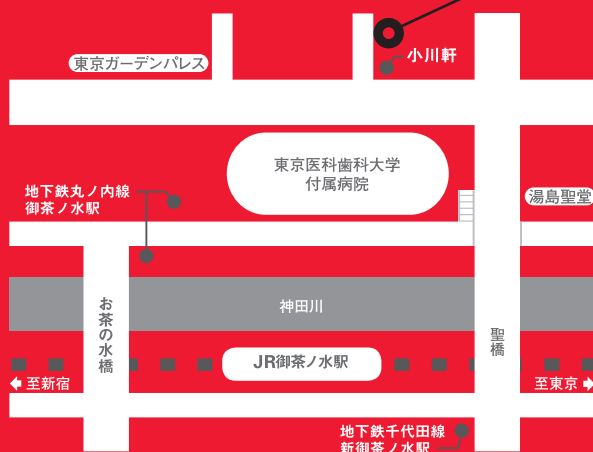 東京ガーデンパレス
小川軒
東京医科歯科大学
付属病院
地下鉄丸ノ内線
御茶ノ水駅
湯島聖堂
お茶の水橋
神田川
聖橋
JR御茶ノ水駅
至新宿
至東京
地下鉄千代田線
新御茶ノ水駅